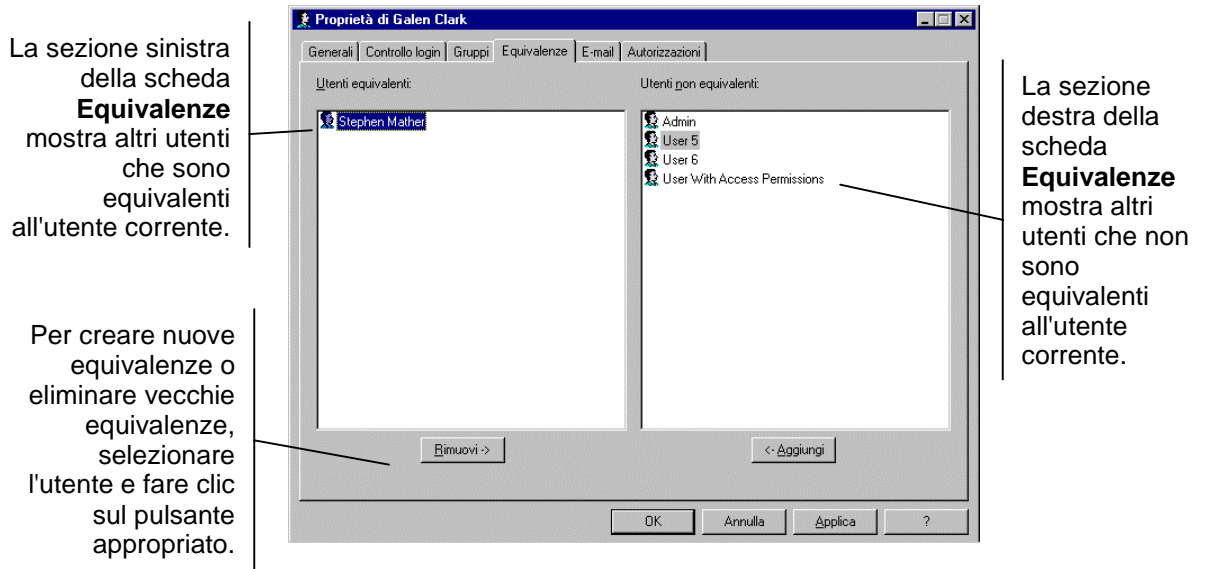 La sezione sinistra
della scheda
Equivalenze
mostra altri utenti
che sono
equivalenti
all'utente corrente.
Per creare nuove
equivalenze o
eliminare vecchie
equivalenze,
selezionare
l'utente e fare clic
sul pulsante
appropriato.
Proprietà di Galen Clark
Generali Controllo login Gruppi Equivalenze E-mail Autorizzazioni
Utenti equivalenti:
Stephen Mather
Rimuovi ->
Utenti non equivalenti:
Admin
User 5
User 6
User With Access Permissions
<- Aggiungi
OK Annulla Applica ?
La sezione
destra della
scheda
Equivalenze
mostra altri
utenti che non
sono
equivalenti
all'utente
corrente.